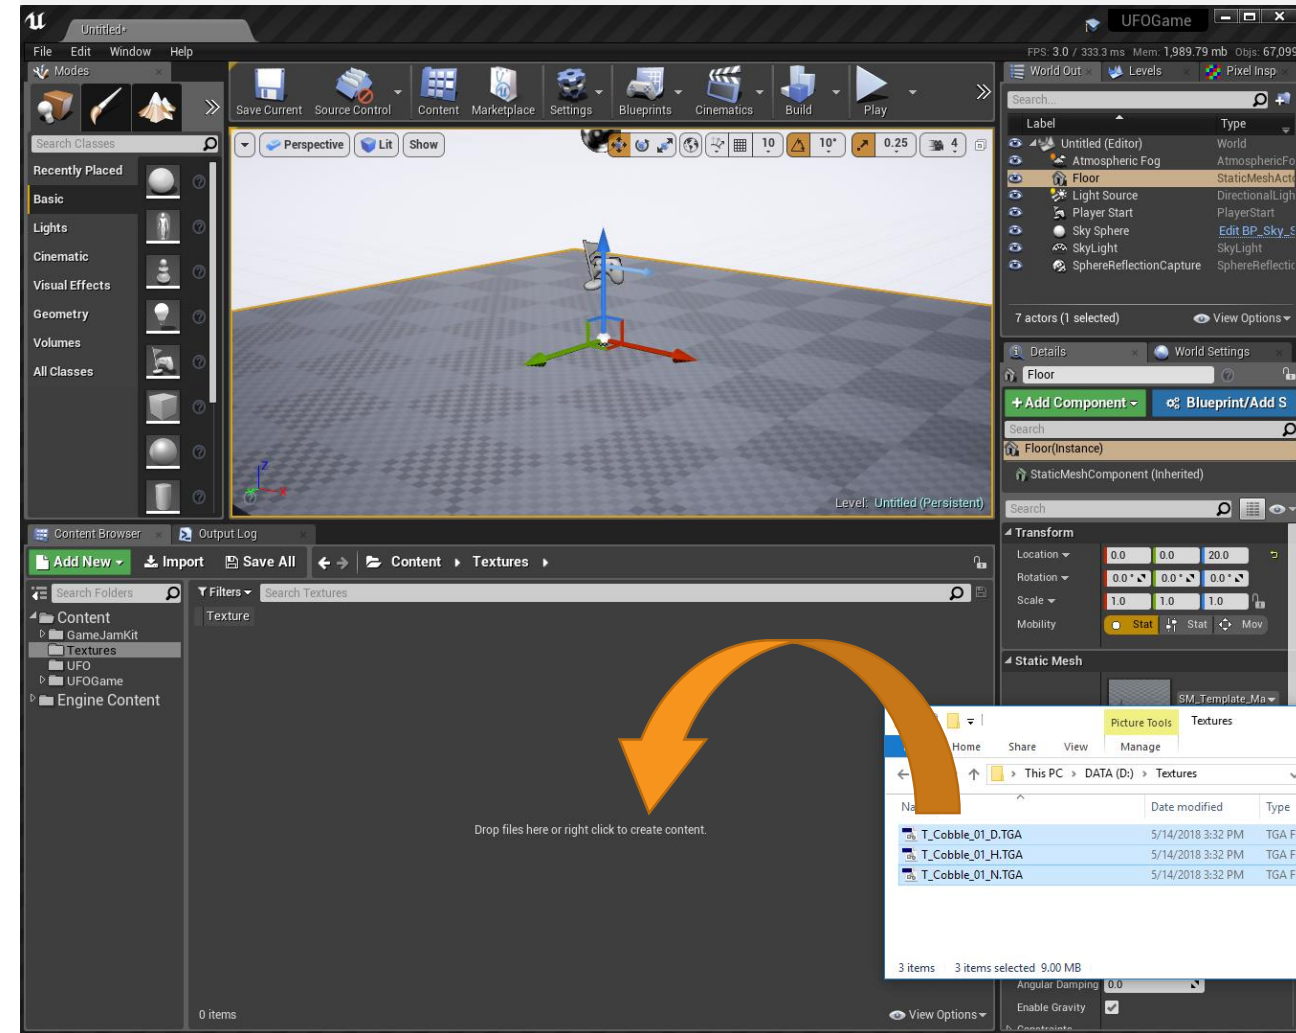 Untitled*
UFOGame
File Edit Window Help
FPS: 3.0 / 333.3 ms Mem: 1,989.79 mb Objs: 67,099
Modes
Save Current Source Control Content Marketplace Settings Blueprints Cinematics Build Play
Search Classes
Recently Placed
Basic
Lights
Cinematic
Visual Effects
Geometry
Volumes
All Classes
Perspective Lit Show
10 10° 0.25 4
Level: Untitled (Persistent)
World Out Levels Pixel Insp
Search...
Label Type
Untitled (Editor) World
Atmospheric Fog AtmosphericFo
Floor StaticMeshActo
Light Source DirectionalLigh
Player Start PlayerStart
Sky Sphere Edit BP_Sky_S
SkyLight SkyLight
SphereReflectionCapture SphereReflectic
7 actors (1 selected) View Options
Details World Settings
Floor
+Add Component Blueprint/Add S
Search
Floor(Instance)
StaticMeshComponent (Inherited)
Search
Transform
Location 0.0 0.0 20.0
Rotation 0.0° 0.0° 0.0°
Scale 1.0 1.0 1.0
Mobility Stat Stat Mov
Static Mesh
SM_Template_Ma
Content Browser Output Log
Add New Import Save All Content Textures
Search Folders
Filters Search Textures
Texture
Content
GameJamKit
Textures
UFO
UFOGame
Engine Content
Drop files here or right click to create content.
0 items View Options
Picture Tools Textures
Home Share View Manage
This PC > DATA (D:) > Textures
Date modified Type
T_Cobble_01_D.TGA 5/14/2018 3:32 PM TGA F
T_Cobble_01_H.TGA 5/14/2018 3:32 PM TGA F
T_Cobble_01_N.TGA 5/14/2018 3:32 PM TGA F
3 items 3 items selected 9.00 MB
Angular Damping 0.0
Enable Gravity